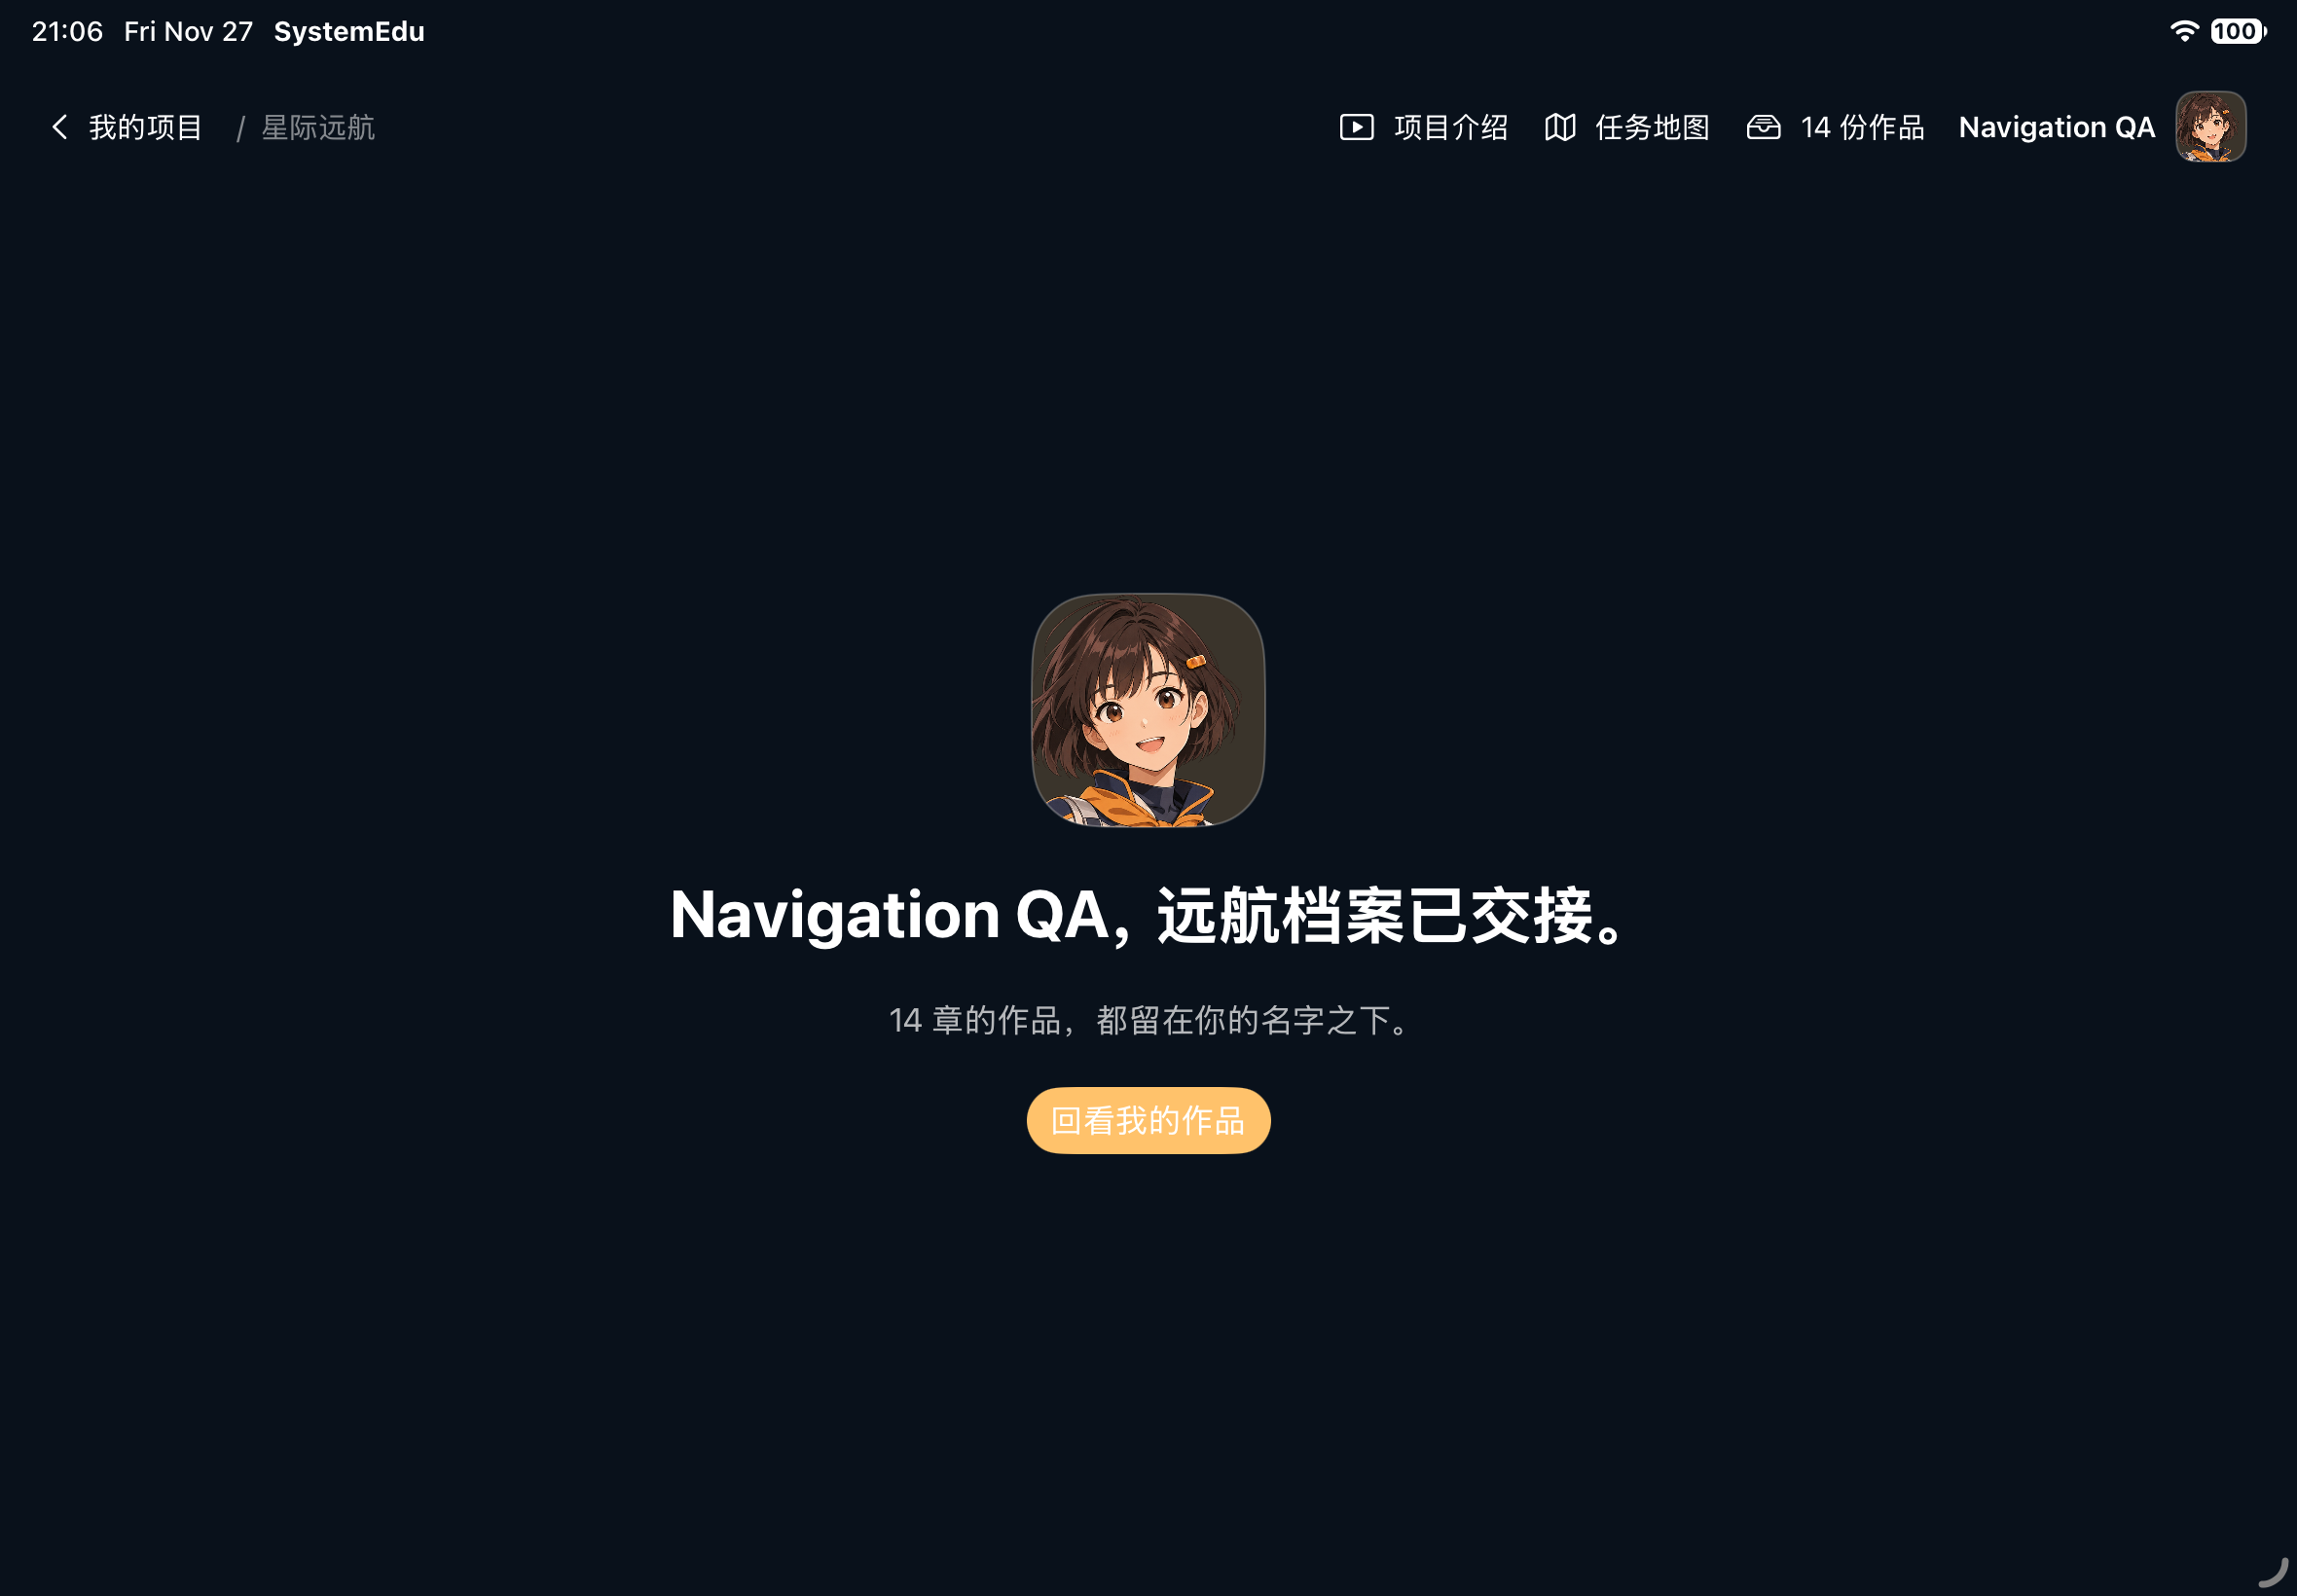 21:06 Fri Nov 27 SystemEdu 100
我的项目 / 星际远航 项目介绍 任务地图 14 份作品 Navigation QA
Navigation QA，远航档案已交接。
14 章的作品，都留在你的名字之下。
回看我的作品